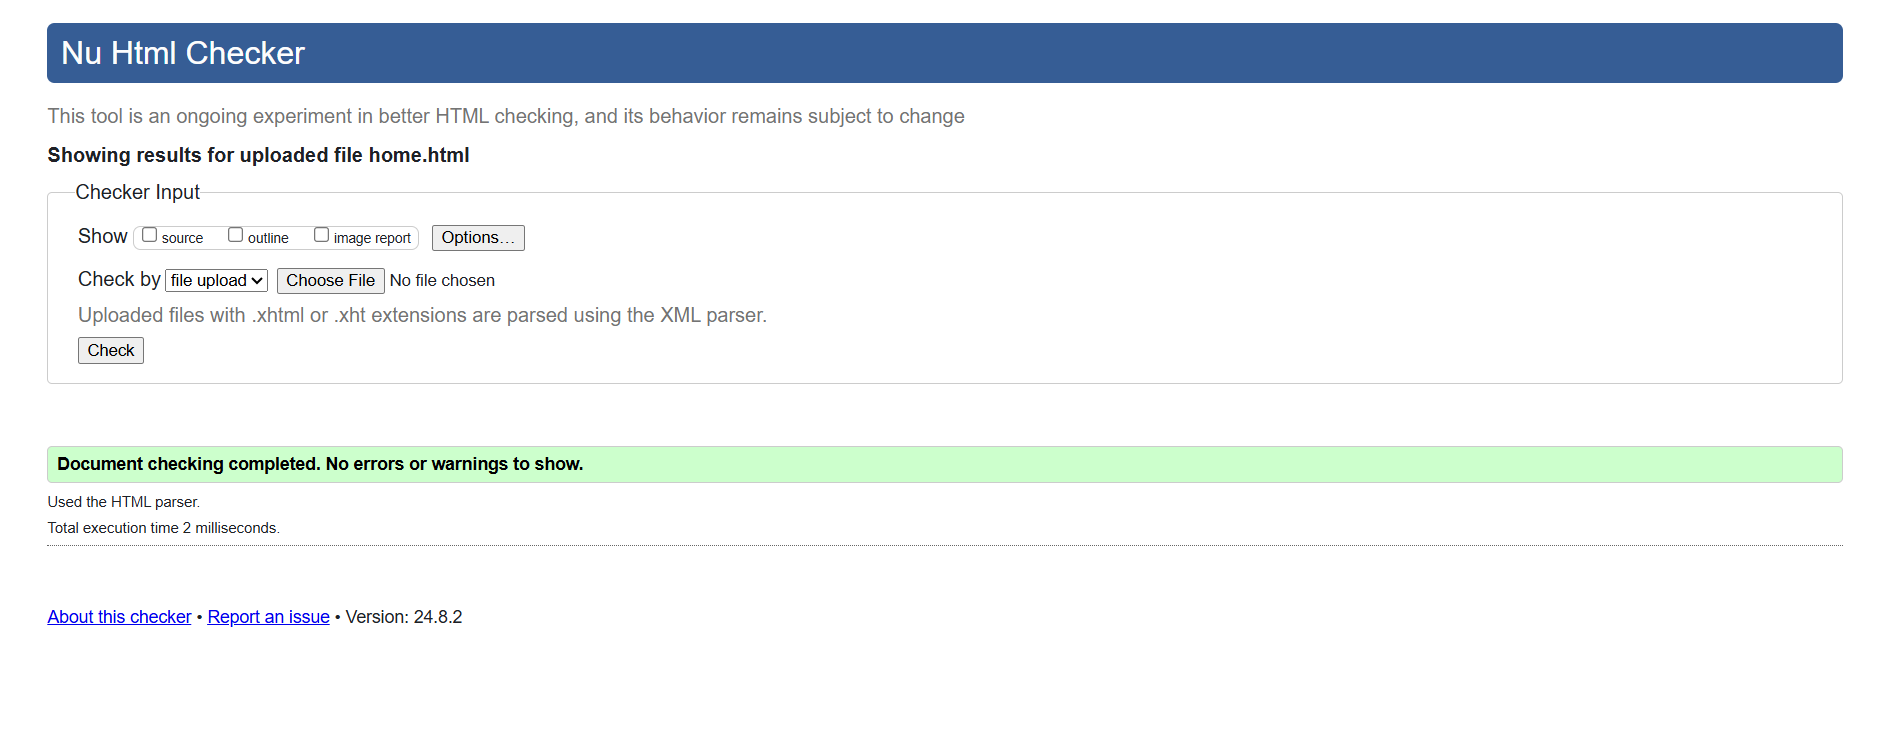 Nu Html Checker
This tool is an ongoing experiment in better HTML checking, and its behavior remains subject to change
Showing results for uploaded file home.html
Checker Input
Show source outline image report Options...
Check by file upload Choose File No file chosen
Uploaded files with .xhtml or .xht extensions are parsed using the XML parser.
Check
Document checking completed. No errors or warnings to show.
Used the HTML parser.
Total execution time 2 milliseconds.
About this checker • Report an issue • Version: 24.8.2